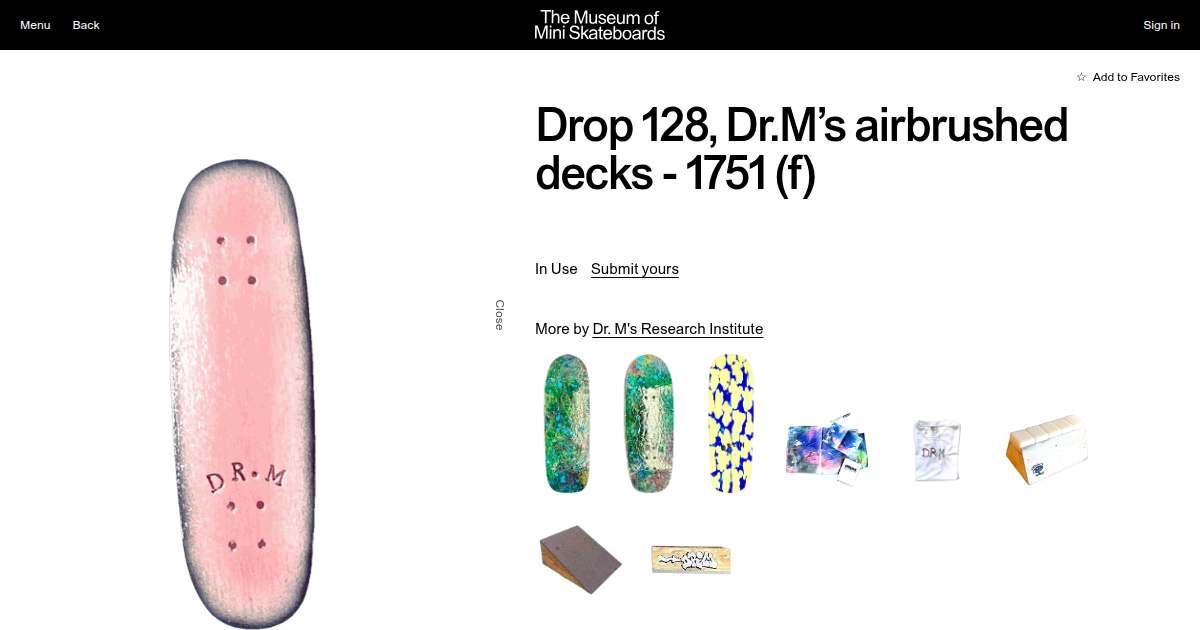 Menu
Back
The Museum of
Mini Skateboards
Sign in
☆ Add to Favorites
Drop 128, Dr.M’s airbrushed
decks - 1751 (f)
In Use
Submit yours
Close
More by Dr. M's Research Institute
DR•M
DR.M